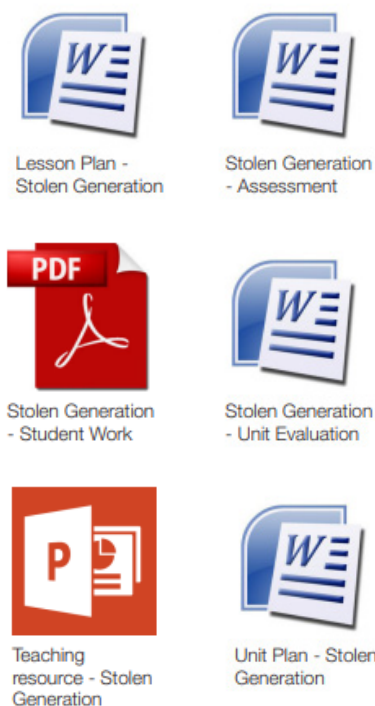 W
Lesson Plan -
Stolen Generation
W
Stolen Generation
- Assessment
PDF
Stolen Generation
- Student Work
W
Stolen Generation
- Unit Evaluation
P
Teaching
resource - Stolen
Generation
W
Unit Plan - Stolen
Generation